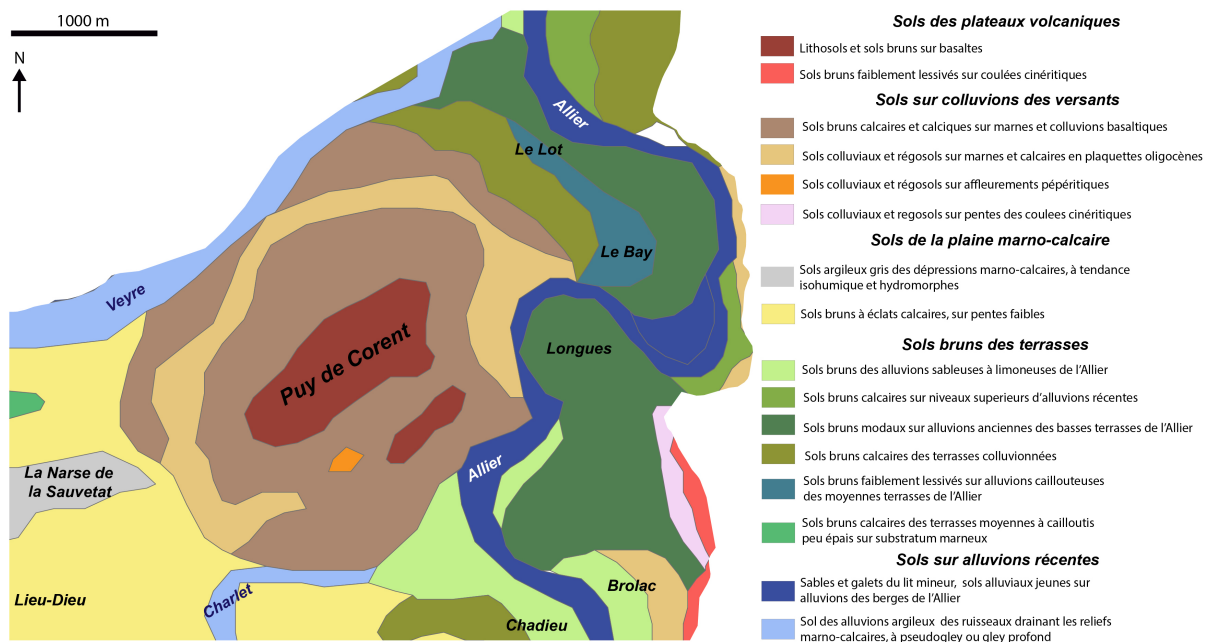 1000 m
N
Allier
Le Lot
Le Bay
Veyre
Longues
Puy de Corent
Allier
La Narse de
la Sauvetat
Lieu-Dieu
Charlet
Brolac
Chadieu
Sols des plateaux volcaniques
Lithosols et sols bruns sur basaltes
Sols bruns faiblement lessivés sur coulées cinéritiques
Sols sur colluvions des versants
Sols bruns calcaires et calciques sur marnes et colluvions basaltiques
Sols colluviaux et régosols sur marnes et calcaires en plaquettes oligocènes
Sols colluviaux et régosols sur affleurements pépéritiques
Sols colluviaux et regosols sur pentes des coulees cinéritiques
Sols de la plaine marno-calcaire
Sols argileux gris des dépressions marno-calcaires, à tendance
isohumique et hydromorphes
Sols bruns à éclats calcaires, sur pentes faibles
Sols bruns des terrasses
Sols bruns des alluvions sableuses à limoneuses de l'Allier
Sols bruns calcaires sur niveaux superieurs d'alluvions récentes
Sols bruns modaux sur alluvions anciennes des basses terrasses de l'Allier
Sols bruns calcaires des terrasses colluvionnées
Sols bruns faiblement lessivés sur alluvions caillouteuses
des moyennes terrasses de l'Allier
Sols bruns calcaires des terrasses moyennes à cailloutis
peu épais sur substratum marneux
Sols sur alluvions récentes
Sables et galets du lit mineur, sols alluviaux jeunes sur
alluvions des berges de l'Allier
Sol des alluvions argileux des ruisseaux drainant les reliefs
marno-calcaires, à pseudogley ou gley profond